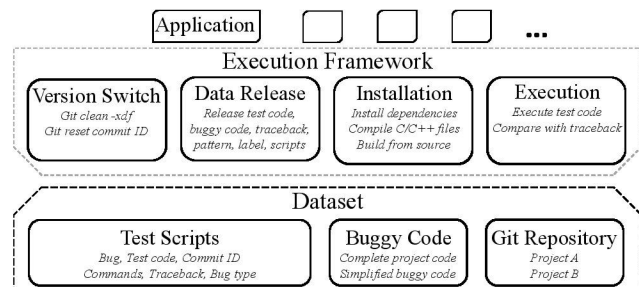 Application ...
Execution Framework
Version Switch
Git clean -xdf
Git reset commit ID
Data Release
Release test code,
buggy code, traceback,
pattern, label, scripts
Installation
Install dependencies
Compile C/C++ files
Build from source
Execution
Execute test code
Compare with traceback
Dataset
Test Scripts
Bug, Test code, Commit ID
Commands, Traceback, Bug type
Buggy Code
Complete project code
Simplified buggy code
Git Repository
Project A
Project B